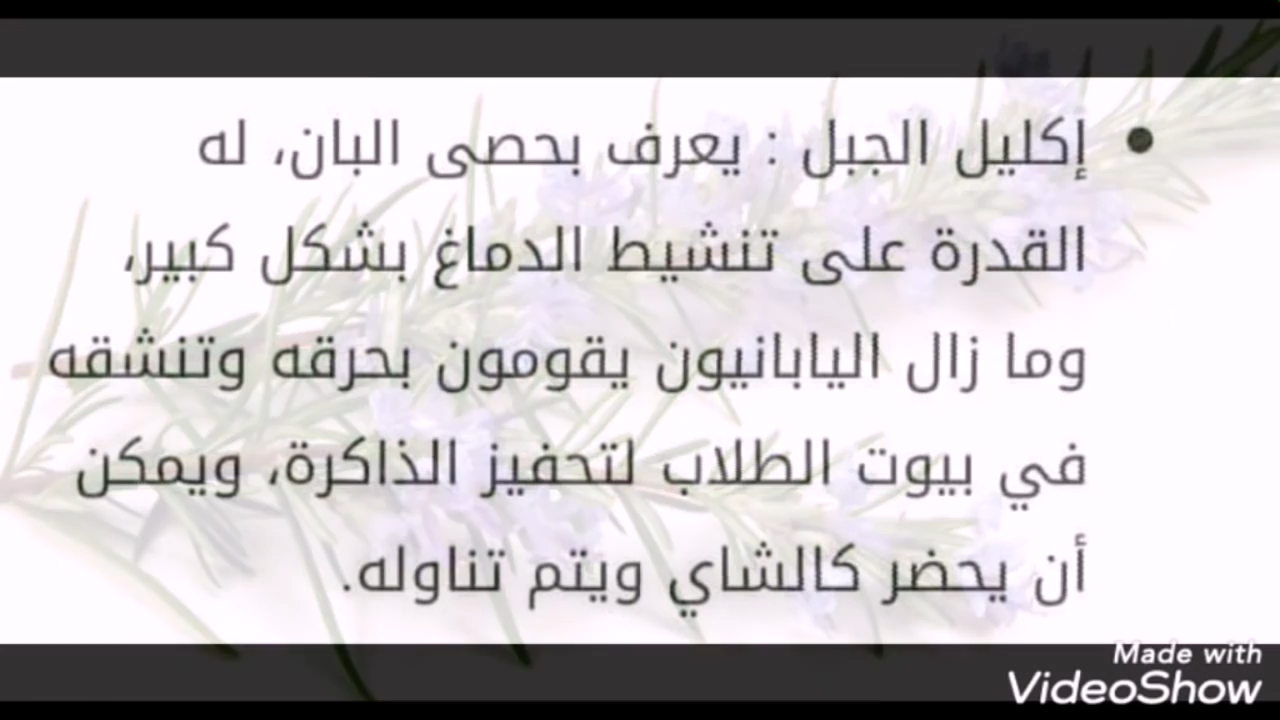 • إكليل الجبل : يعرف بحصى البان، له
القدرة على تنشيط الدماغ بشكل كبير،
وما زال اليابانيون يقومون بحرقه وتنشقه
في بيوت الطلاب لتحفيز الذاكرة، ويمكن
أن يحضر كالشاي ويتم تناوله.
Made with
VideoShow